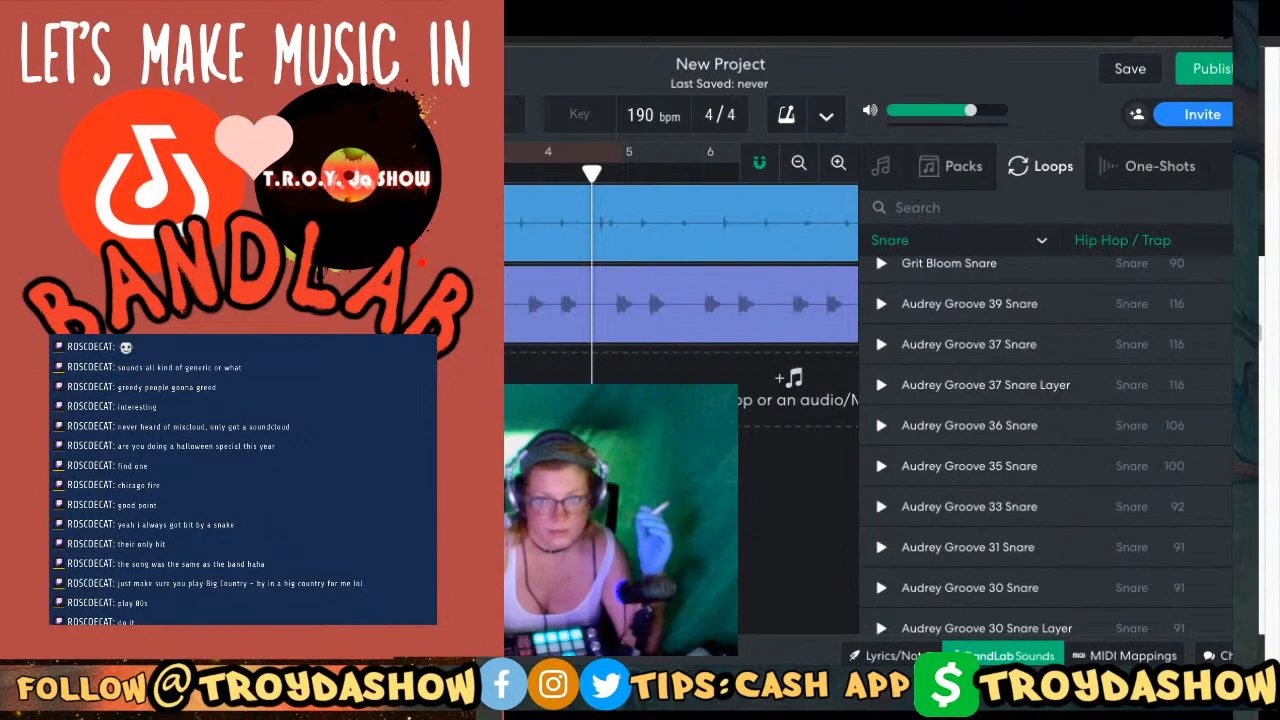 LET'S MAKE MUSIC IN
T.R.O.Y. Da SHOW
BANDLAB
ROSCOECAT:
ROSCOECAT: sounds all kind of generic or what
ROSCOECAT: greedy people gonna greed
ROSCOECAT: interesting
ROSCOECAT: never heard of mixcloud, only got a soundcloud
ROSCOECAT: are you doing a halloween special this year
ROSCOECAT: find one
ROSCOECAT: chicago fire
ROSCOECAT: good point
ROSCOECAT: yeah i always got bit by a snake
ROSCOECAT: their only hit
ROSCOECAT: the song was the same as the band haha
ROSCOECAT: just make sure you play Big Country - by in a big country for me lol
ROSCOECAT: play 80s
ROSCOECAT: do it
New Project
Last Saved: never
Save
Publis
Key
190 bpm
4 / 4
Invite
4 5 6
Packs
Loops
One-Shots
Search
Snare
Hip Hop / Trap
Grit Bloom Snare Snare 90
Audrey Groove 39 Snare Snare 116
Audrey Groove 37 Snare Snare 116
Audrey Groove 37 Snare Layer Snare 116
Audrey Groove 36 Snare Snare 106
Audrey Groove 35 Snare Snare 100
Audrey Groove 33 Snare Snare 92
Audrey Groove 31 Snare Snare 91
Audrey Groove 30 Snare Snare 91
Audrey Groove 30 Snare Layer Snare 91
op or an audio/M
Lyrics/Not
BandLab Sounds
MIDI Mappings
Ch
FOLLOW @TROYDASHOW
TIPS:CASH APP
TROYDASHOW